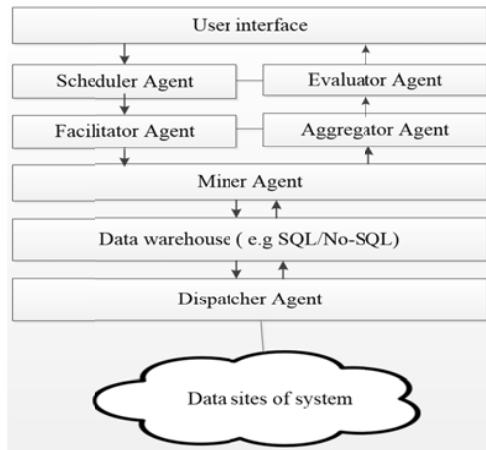 User interface
Scheduler Agent
Evaluator Agent
Facilitator Agent
Aggregator Agent
Miner Agent
Data warehouse ( e.g SQL/No-SQL)
Dispatcher Agent
Data sites of system